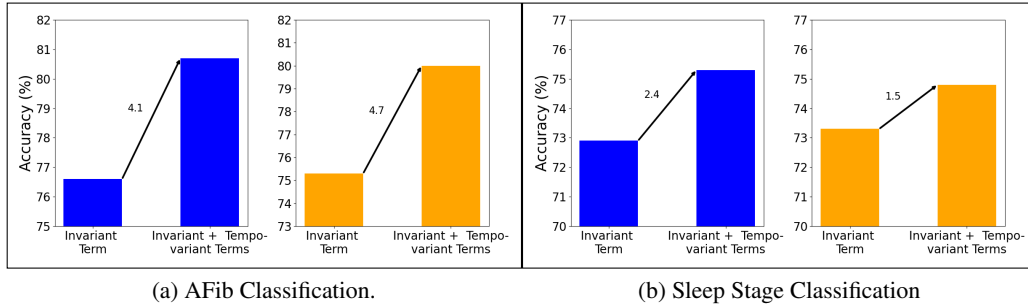 Accuracy (%)
82
81
80
79
78
77
76
75
4.1
Invariant
Term
Invariant + Tempo-
variant Terms
82
81
80
79
78
77
76
75
74
73
4.7
Invariant
Term
Invariant + Tempo-
variant Terms
Accuracy (%)
77
76
75
74
73
72
71
70
2.4
Invariant
Term
Invariant + Tempo-
variant Terms
77
76
75
74
73
72
71
70
1.5
Invariant
Term
Invariant + Tempo-
variant Terms
(a) AFib Classification.
(b) Sleep Stage Classification